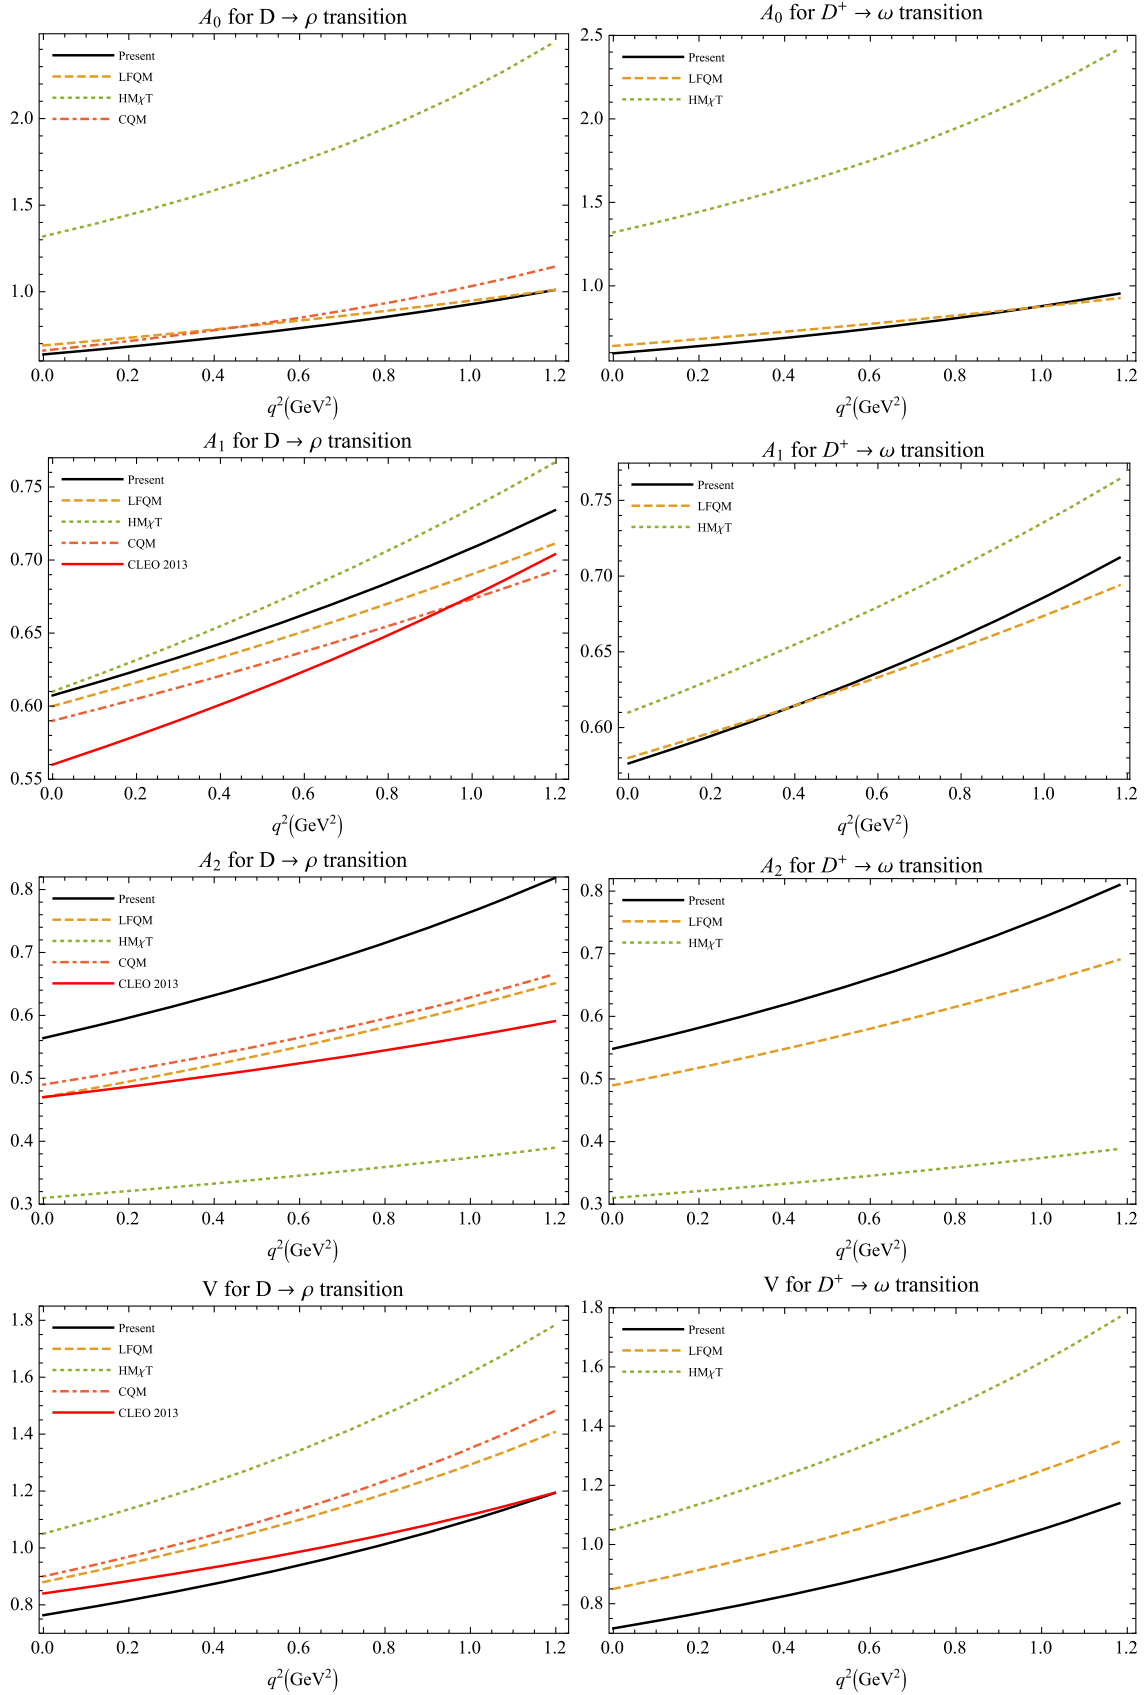 A₀ for D → ρ transition
Present
LFQM
HMχT
CQM
2.0
1.5
1.0
0.0 0.2 0.4 0.6 0.8 1.0 1.2
q²(GeV²)
A₀ for D⁺ → ω transition
Present
LFQM
HMχT
2.5
2.0
1.5
1.0
0.0 0.2 0.4 0.6 0.8 1.0 1.2
q²(GeV²)
A₁ for D → ρ transition
Present
LFQM
HMχT
CQM
CLEO 2013
0.75
0.70
0.65
0.60
0.55
0.0 0.2 0.4 0.6 0.8 1.0 1.2
q²(GeV²)
A₁ for D⁺ → ω transition
Present
LFQM
HMχT
0.75
0.70
0.65
0.60
0.0 0.2 0.4 0.6 0.8 1.0 1.2
q²(GeV²)
A₂ for D → ρ transition
Present
LFQM
HMχT
CQM
CLEO 2013
0.8
0.7
0.6
0.5
0.4
0.3
0.0 0.2 0.4 0.6 0.8 1.0 1.2
q²(GeV²)
A₂ for D⁺ → ω transition
Present
LFQM
HMχT
0.8
0.7
0.6
0.5
0.4
0.3
0.0 0.2 0.4 0.6 0.8 1.0 1.2
q²(GeV²)
V for D → ρ transition
Present
LFQM
HMχT
CQM
CLEO 2013
1.8
1.6
1.4
1.2
1.0
0.8
0.0 0.2 0.4 0.6 0.8 1.0 1.2
q²(GeV²)
V for D⁺ → ω transition
Present
LFQM
HMχT
1.8
1.6
1.4
1.2
1.0
0.8
0.0 0.2 0.4 0.6 0.8 1.0 1.2
q²(GeV²)